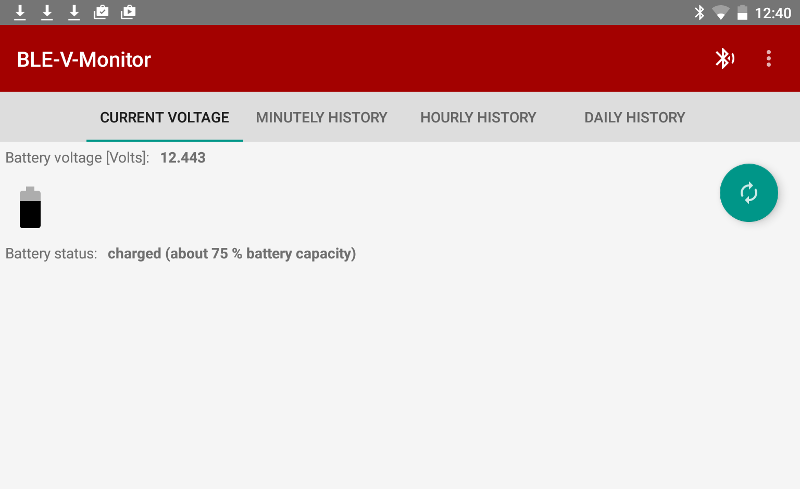 12:40
BLE-V-Monitor
CURRENT VOLTAGE MINUTELY HISTORY HOURLY HISTORY DAILY HISTORY
Battery voltage [Volts]: 12.443
Battery status: charged (about 75 % battery capacity)